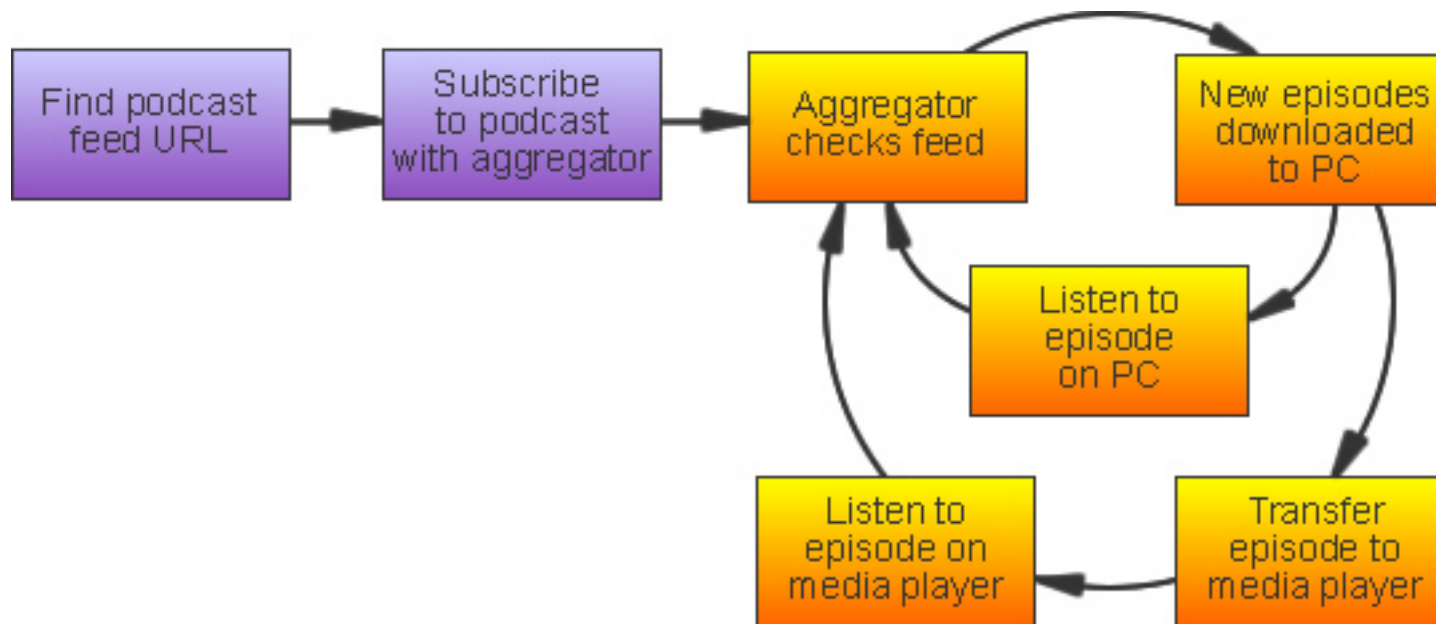 Find podcast
feed URL
Subscribe
to podcast
with aggregator
Aggregator
checks feed
New episodes
downloaded
to PC
Listen to
episode
on PC
Listen to
episode on
media player
Transfer
episode to
media player